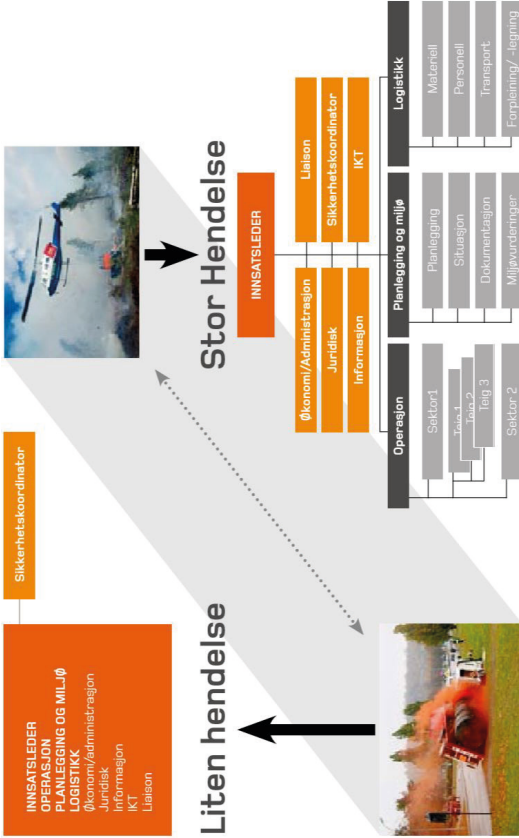 INNSATSLEDER
OPERASJON
PLANLEGGING OG MILJØ
LOGISTIKK
Økonomi/administrasjon
Juridisk
Informasjon
IKT
Liaison
Sikkerhetskoordinator
Liten hendelse
Stor Hendelse
INNSATSLEDER
Økonomi/Administrasjon
Liaison
Juridisk
Sikkerhetskoordinator
Informasjon
IKT
Operasjon
Sektor1
Teig 1
Teig 2
Teig 3
Sektor 2
Planlegging og miljø
Planlegging
Situasjon
Dokumentasjon
Miljøvurderinger
Logistikk
Materiell
Personell
Transport
Forpleining/ -legning